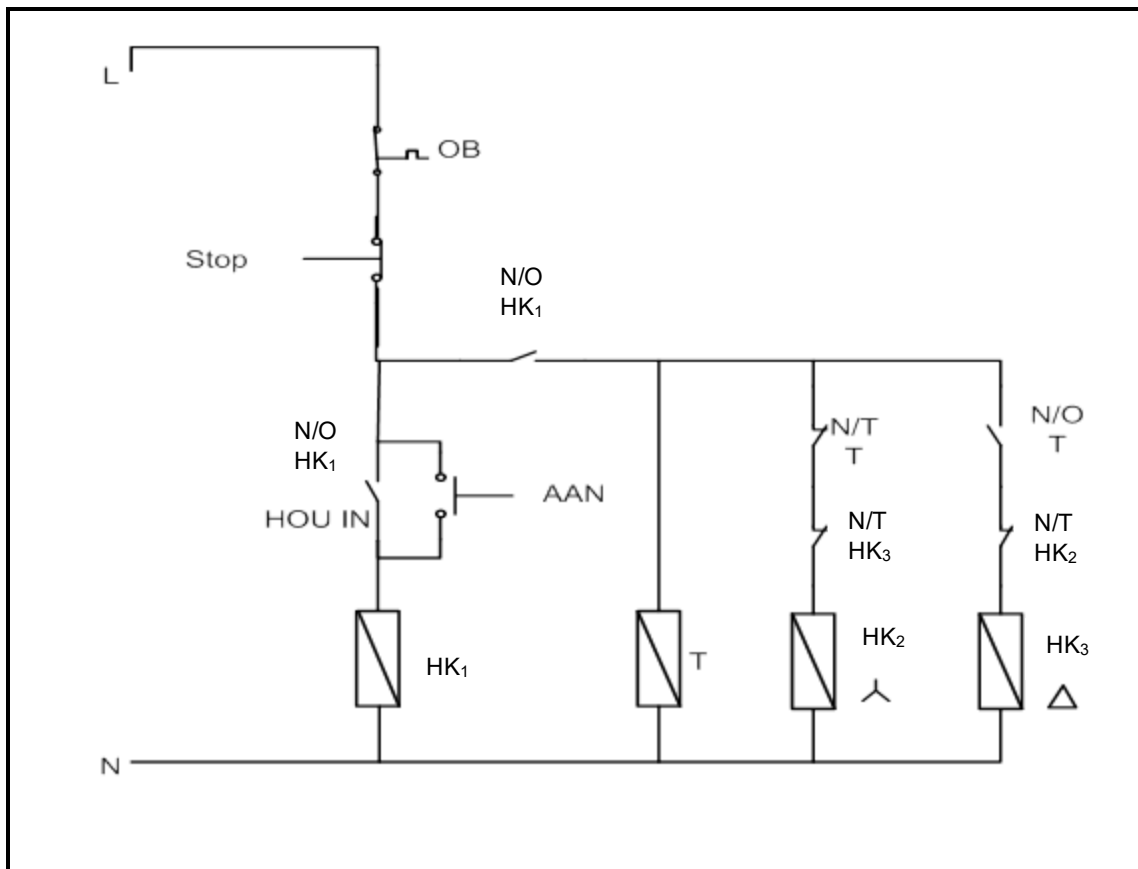 L
OB
Stop
N/O
HK₁
N/O
HK₁
HOU IN
AAN
N/T
T
N/O
T
N/T
HK₃
N/T
HK₂
HK₁
T
HK₂
HK₃
N